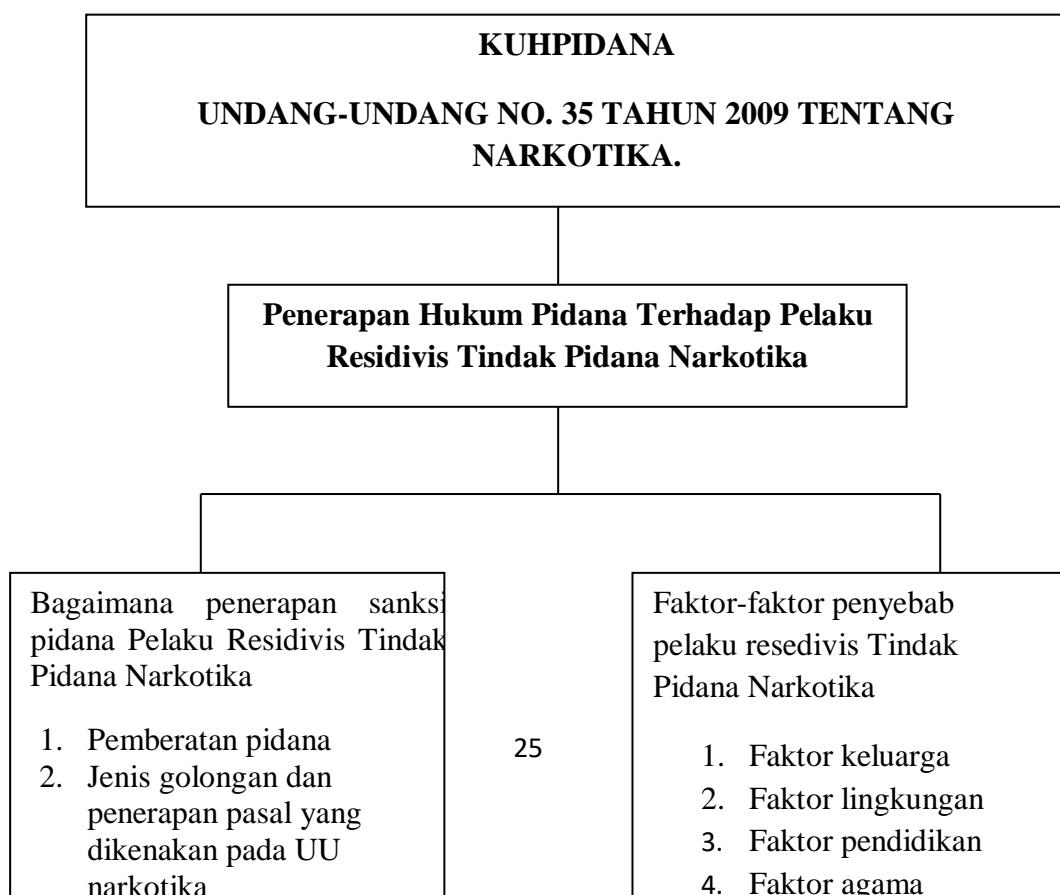 KUHPIDANA
UNDANG-UNDANG NO. 35 TAHUN 2009 TENTANG
NARKOTIKA.
Penerapan Hukum Pidana Terhadap Pelaku
Residivis Tindak Pidana Narkotika
Bagaimana penerapan sanksi
pidana Pelaku Residivis Tindak
Pidana Narkotika
1. Pemberatan pidana
2. Jenis golongan dan
penerapan pasal yang
dikenakan pada UU
narkotika
25
Faktor-faktor penyebab
pelaku resedivis Tindak
Pidana Narkotika
1. Faktor keluarga
2. Faktor lingkungan
3. Faktor pendidikan
4. Faktor agama